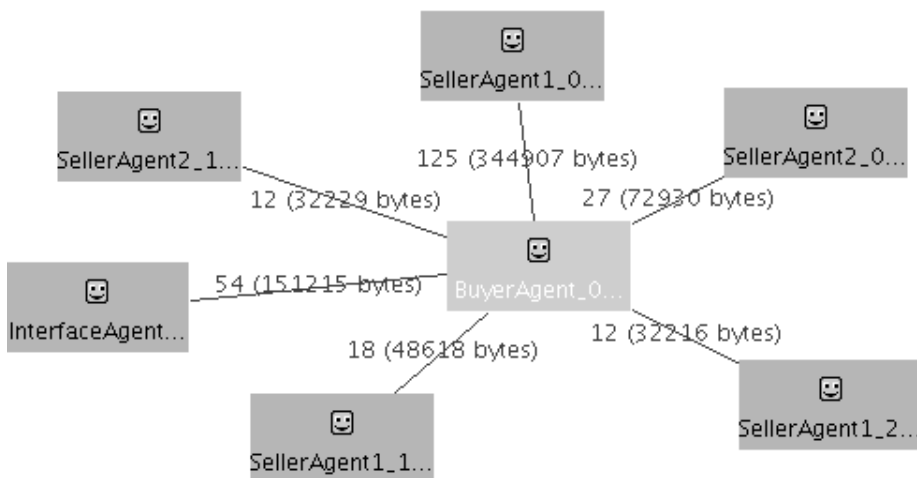 SellerAgent1_0...
SellerAgent2_1...
SellerAgent2_0...
125 (344907 bytes)
12 (32229 bytes)
27 (72930 bytes)
54 (151215 bytes)
BuyerAgent_0...
InterfaceAgent...
18 (48618 bytes)
12 (32216 bytes)
SellerAgent1_1...
SellerAgent1_2...